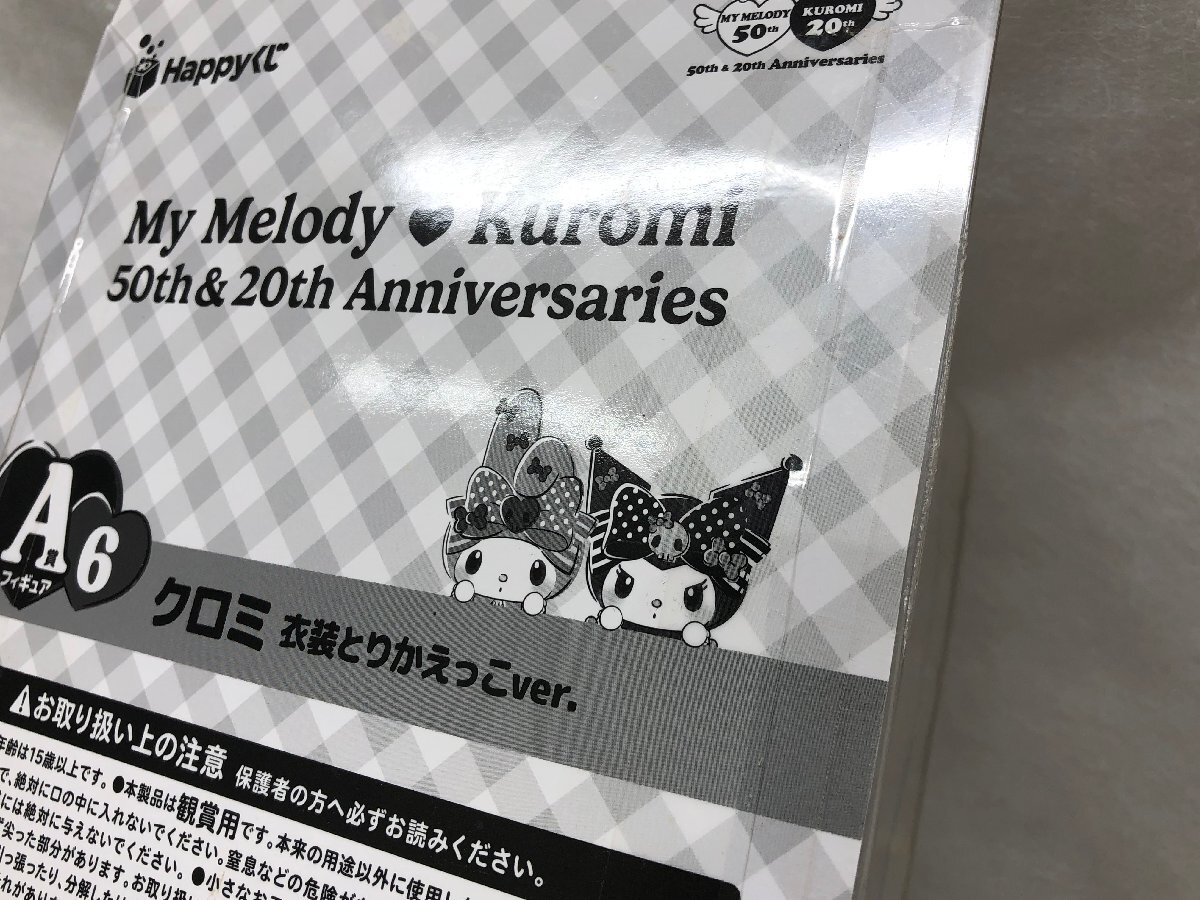 Happyくじ
MY MELODY
50th
KUROMI
20th
50th & 20th Anniversaries
My Melody ♥ Kuromi
50th & 20th Anniversaries
A賞
フィギュア
6
クロミ 衣装とりかえっこver.
⚠お取り扱い上の注意 保護者の方へ必ずお読みください。
年齢は15歳以上です。●本製品は観賞用です。本来の用途以外に使用し
で、絶対に口の中に入れないでください。窒息などの危険が
には絶対に与えないでください。●小さなお
尖った部分があります。お取り扱
引っ張ったり、分解したり